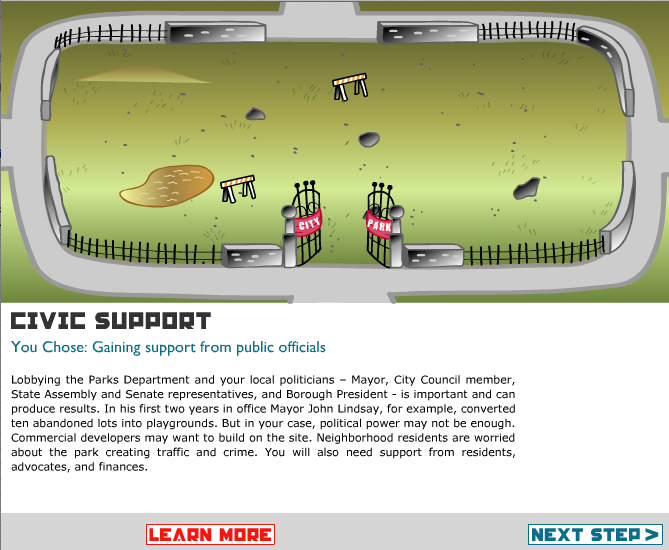 CITY PARK
CIVIC SUPPORT
You Chose: Gaining support from public officials
Lobbying the Parks Department and your local politicians – Mayor, City Council member,
State Assembly and Senate representatives, and Borough President - is important and can
produce results. In his first two years in office Mayor John Lindsay, for example, converted
ten abandoned lots into playgrounds. But in your case, political power may not be enough.
Commercial developers may want to build on the site. Neighborhood residents are worried
about the park creating traffic and crime. You will also need support from residents,
advocates, and finances.
LEARN MORE
NEXT STEP >